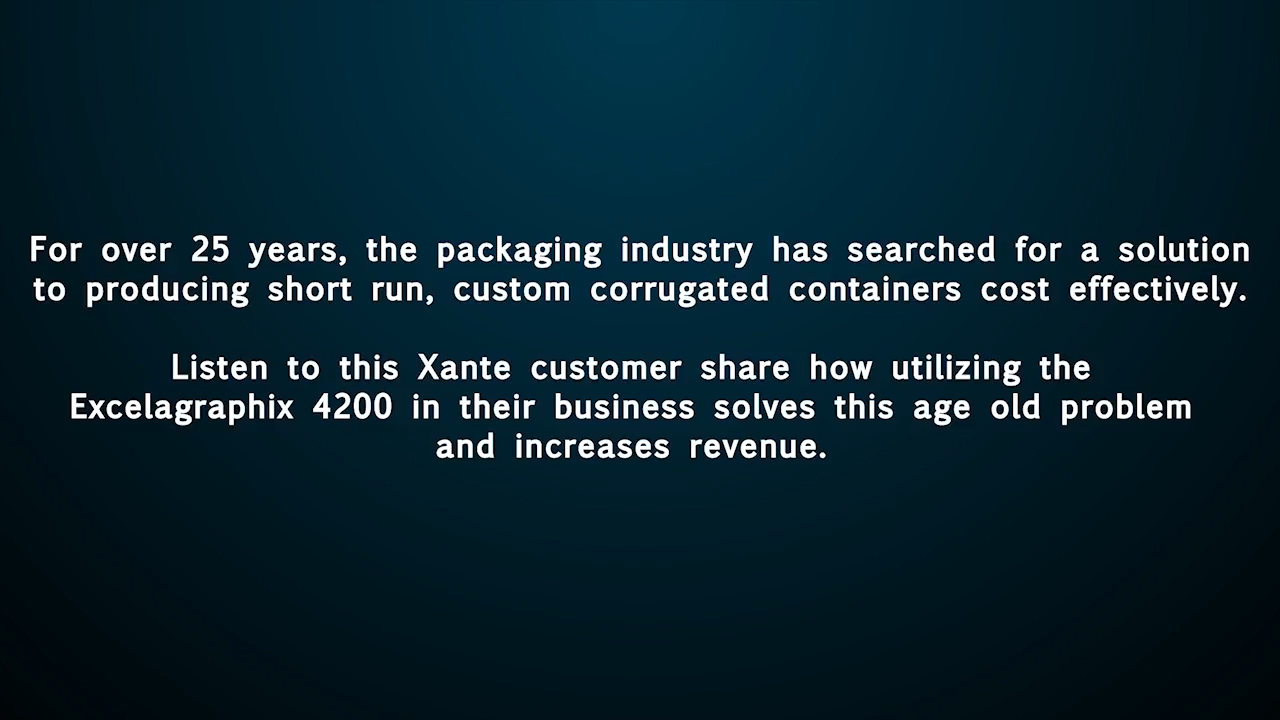 For over 25 years, the packaging industry has searched for a solution
to producing short run, custom corrugated containers cost effectively.
Listen to this Xante customer share how utilizing the
Excelagraphix 4200 in their business solves this age old problem
and increases revenue.